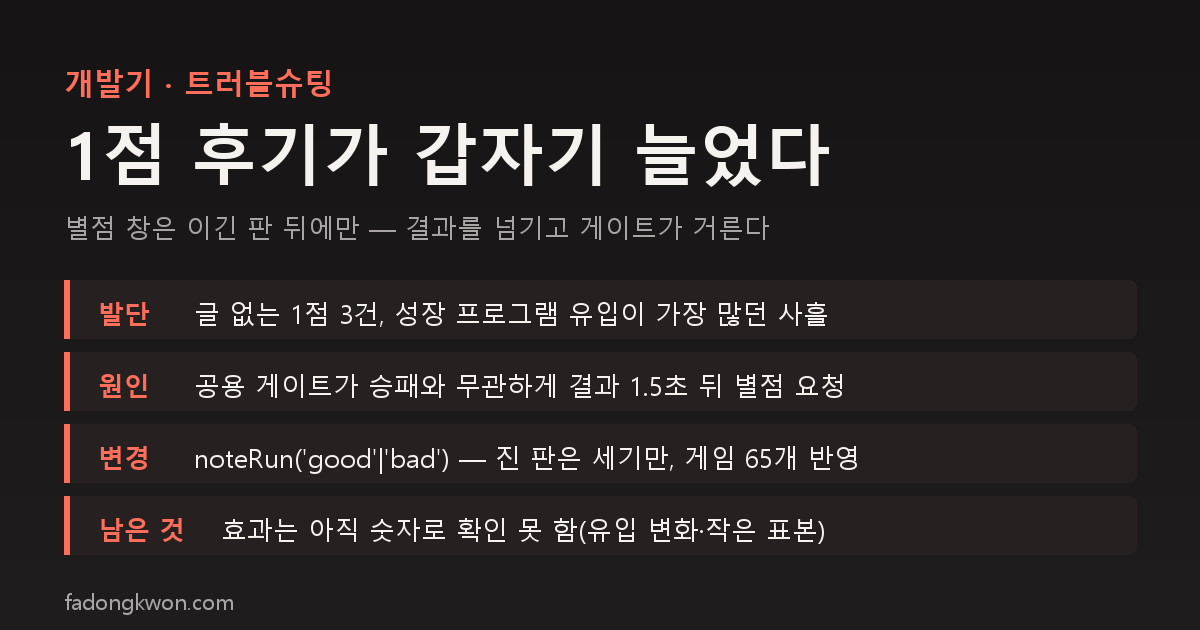 개발기 · 트러블슈팅
1점 후기가 갑자기 늘었다
별점 창은 이긴 판 뒤에만 — 결과를 넘기고 게이트가 거른다
발단 글 없는 1점 3건, 성장 프로그램 유입이 가장 많던 사흘
원인 공용 게이트가 승패와 무관하게 결과 1.5초 뒤 별점 요청
변경 noteRun('good'|'bad') — 진 판은 세기만, 게임 65개 반영
남은 것 효과는 아직 숫자로 확인 못 함(유입 변화·작은 표본)
fadongkwon.com